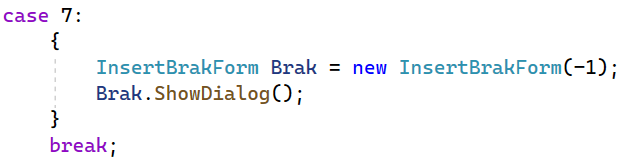 case 7:
    {
        InsertBrakForm Brak = new InsertBrakForm(-1);
        Brak.ShowDialog();
    }
    break;